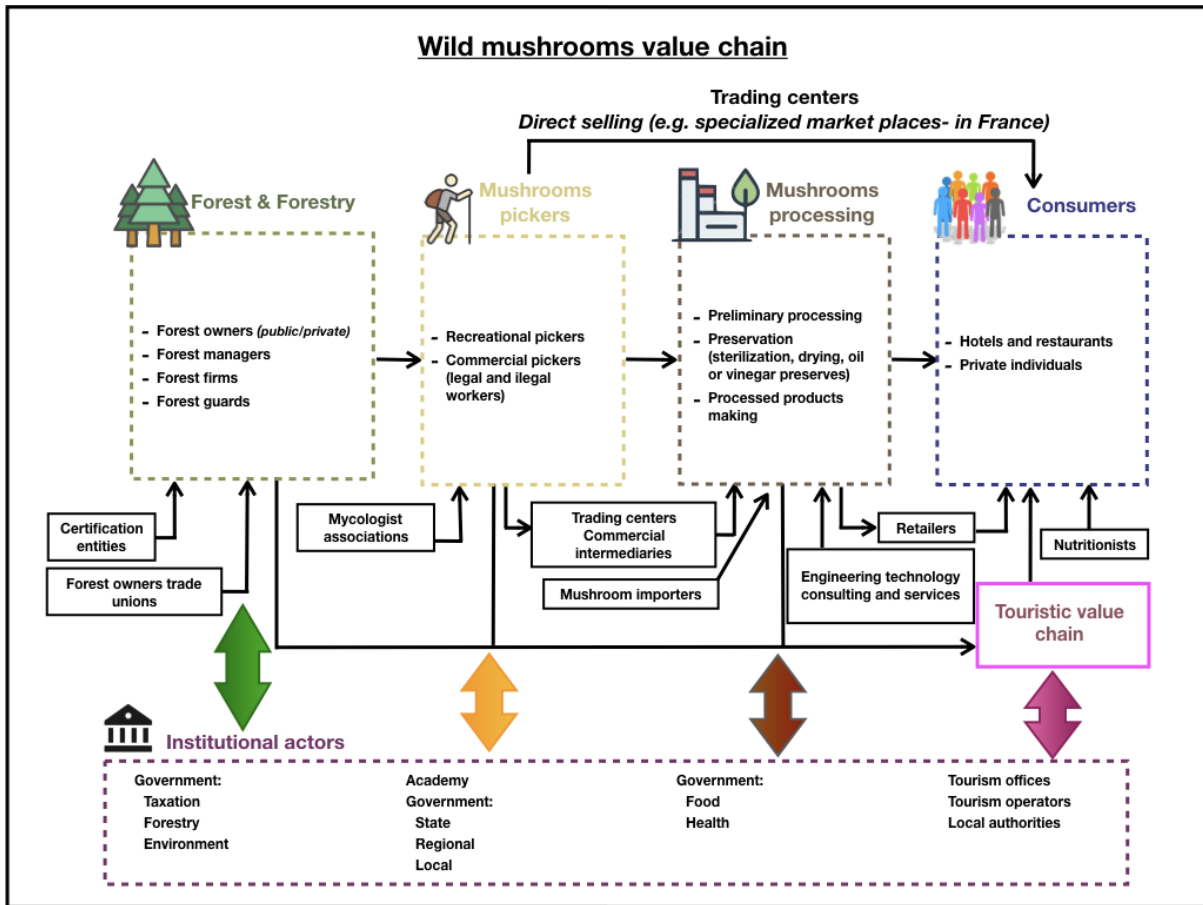 Wild mushrooms value chain
Trading centers
Direct selling (e.g. specialized market places- in France)
Forest & Forestry
Mushrooms
pickers
Mushrooms
processing
Consumers
- Forest owners (public/private)
- Forest managers
- Forest firms
- Forest guards
- Recreational pickers
- Commercial pickers
(legal and ilegal
workers)
- Preliminary processing
- Preservation
(sterilization, drying, oil
or vinegar preserves)
- Processed products
making
- Hotels and restaurants
- Private individuals
Certification
entities
Forest owners trade
unions
Mycologist
associations
Trading centers
Commercial
intermediaries
Mushroom importers
Engineering technology
consulting and services
Retailers
Nutritionists
Touristic value
chain
Institutional actors
Government:
Taxation
Forestry
Environment
Academy
Government:
State
Regional
Local
Government:
Food
Health
Tourism offices
Tourism operators
Local authorities